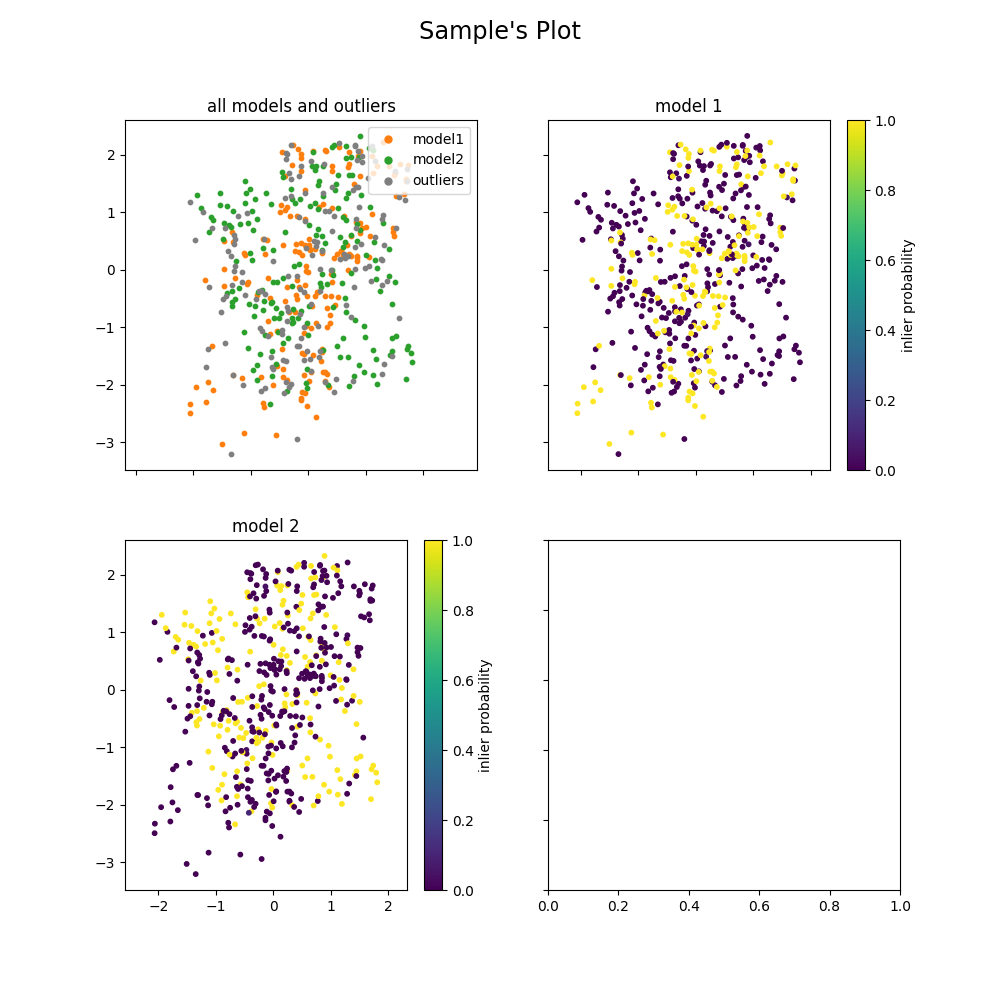 Sample's Plot
all models and outliers
model1
model2
outliers
2
1
0
−1
−2
−3
model 1
1.0
0.8
0.6
0.4
0.2
0.0
inlier probability
model 2
2
1
0
−1
−2
−3
−2 −1 0 1 2
1.0
0.8
0.6
0.4
0.2
0.0
inlier probability
0.0 0.2 0.4 0.6 0.8 1.0